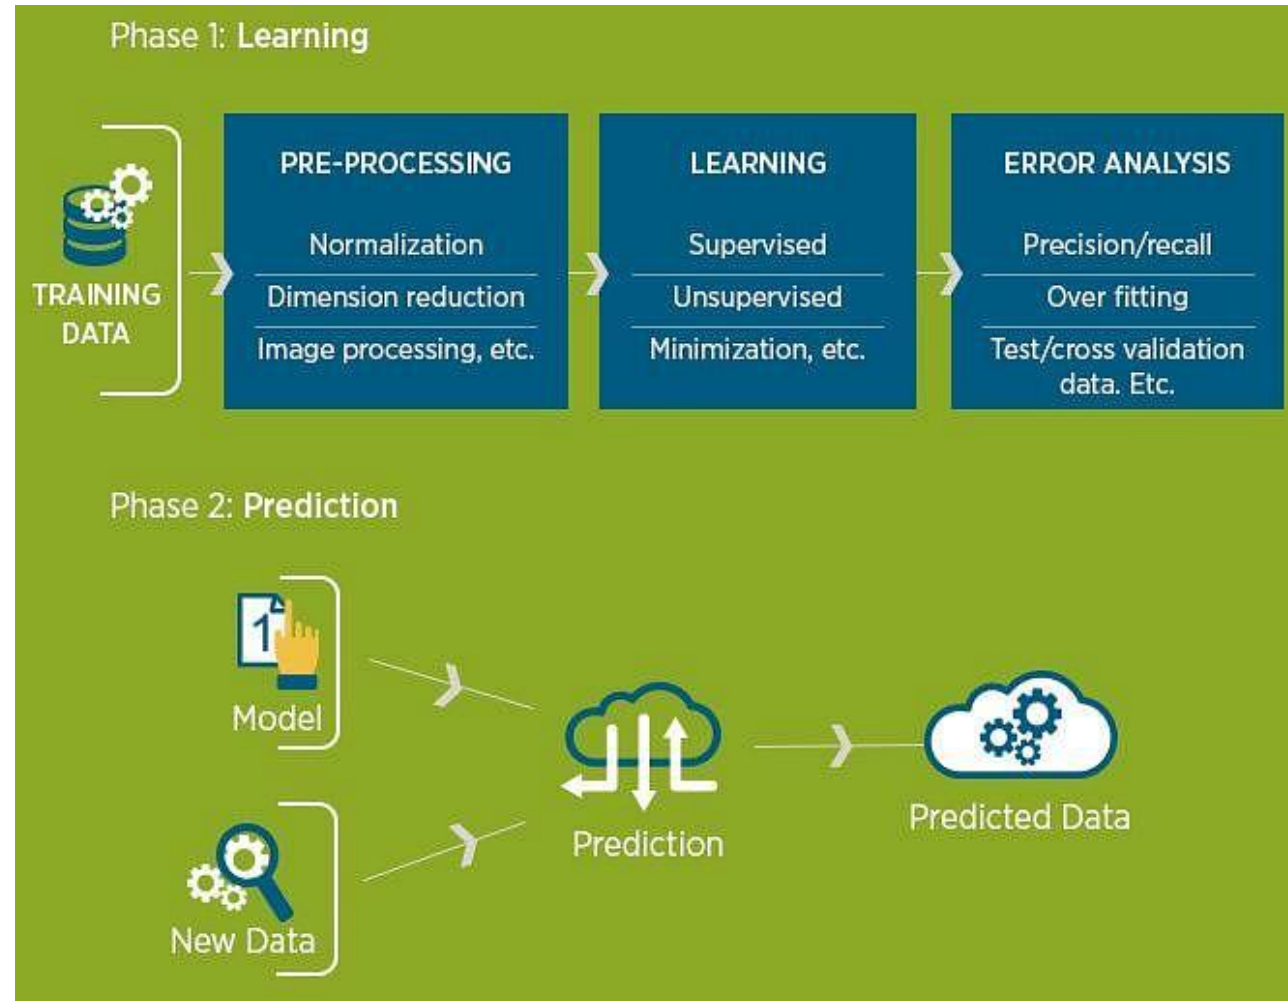 Phase 1: Learning
TRAINING
DATA
PRE-PROCESSING
Normalization
Dimension reduction
Image processing, etc.
LEARNING
Supervised
Unsupervised
Minimization, etc.
ERROR ANALYSIS
Precision/recall
Over fitting
Test/cross validation
data. Etc.
Phase 2: Prediction
1
Model
New Data
Prediction
Predicted Data